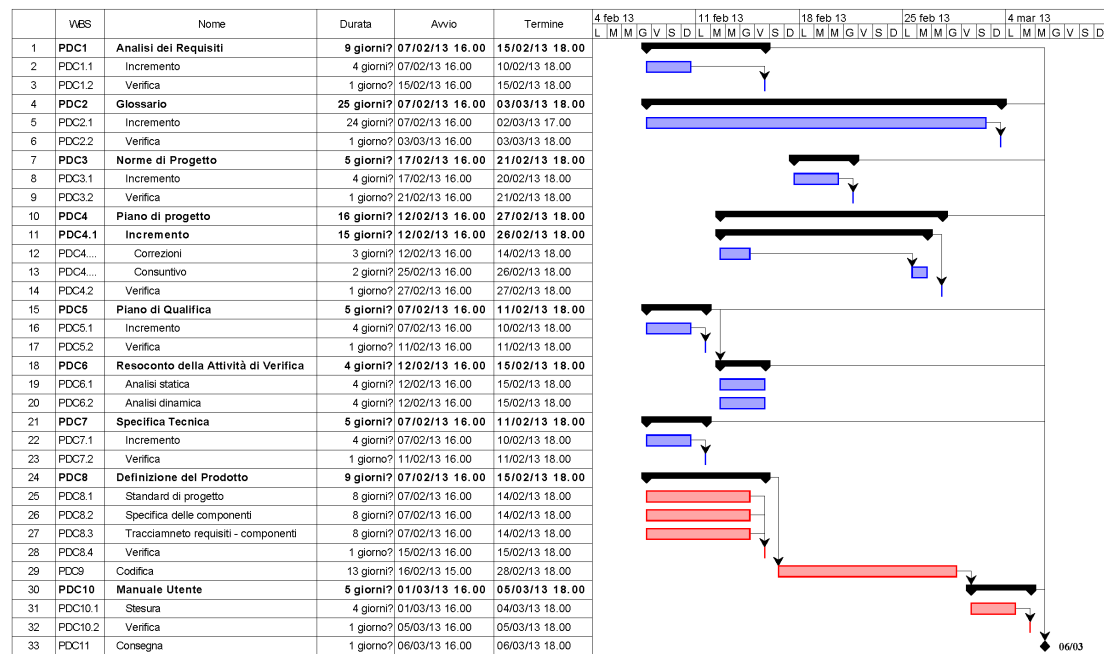 WBS Nome Durata Avvio Termine
4 feb 13 11 feb 13 18 feb 13 25 feb 13 4 mar 13
L M M G V S D L M M G V S D L M M G V S D L M M G V S D L M M G V S D
1 PDC1 Analisi dei Requisiti 9 giorni? 07/02/13 16.00 15/02/13 18.00
2 PDC1.1 Incremento 4 giorni? 07/02/13 16.00 10/02/13 18.00
3 PDC1.2 Verifica 1 giorno? 15/02/13 16.00 15/02/13 18.00
4 PDC2 Glossario 25 giorni? 07/02/13 16.00 03/03/13 18.00
5 PDC2.1 Incremento 24 giorni? 07/02/13 16.00 02/03/13 17.00
6 PDC2.2 Verifica 1 giorno? 03/03/13 16.00 03/03/13 18.00
7 PDC3 Norme di Progetto 5 giorni? 17/02/13 16.00 21/02/13 18.00
8 PDC3.1 Incremento 4 giorni? 17/02/13 16.00 20/02/13 18.00
9 PDC3.2 Verifica 1 giorno? 21/02/13 16.00 21/02/13 18.00
10 PDC4 Piano di progetto 16 giorni? 12/02/13 16.00 27/02/13 18.00
11 PDC4.1 Incremento 15 giorni? 12/02/13 16.00 26/02/13 18.00
12 PDC4.... Correzioni 3 giorni? 12/02/13 16.00 14/02/13 18.00
13 PDC4.... Consuntivo 2 giorni? 25/02/13 16.00 26/02/13 18.00
14 PDC4.2 Verifica 1 giorno? 27/02/13 16.00 27/02/13 18.00
15 PDC5 Piano di Qualifica 5 giorni? 07/02/13 16.00 11/02/13 18.00
16 PDC5.1 Incremento 4 giorni? 07/02/13 16.00 10/02/13 18.00
17 PDC5.2 Verifica 1 giorno? 11/02/13 16.00 11/02/13 18.00
18 PDC6 Resoconto della Attività di Verifica 4 giorni? 12/02/13 16.00 15/02/13 18.00
19 PDC6.1 Analisi statica 4 giorni? 12/02/13 16.00 15/02/13 18.00
20 PDC6.2 Analisi dinamica 4 giorni? 12/02/13 16.00 15/02/13 18.00
21 PDC7 Specifica Tecnica 5 giorni? 07/02/13 16.00 11/02/13 18.00
22 PDC7.1 Incremento 4 giorni? 07/02/13 16.00 10/02/13 18.00
23 PDC7.2 Verifica 1 giorno? 11/02/13 16.00 11/02/13 18.00
24 PDC8 Definizione del Prodotto 9 giorni? 07/02/13 16.00 15/02/13 18.00
25 PDC8.1 Standard di progetto 8 giorni? 07/02/13 16.00 14/02/13 18.00
26 PDC8.2 Specifica delle componenti 8 giorni? 07/02/13 16.00 14/02/13 18.00
27 PDC8.3 Tracciamneto requisiti - componenti 8 giorni? 07/02/13 16.00 14/02/13 18.00
28 PDC8.4 Verifica 1 giorno? 15/02/13 16.00 15/02/13 18.00
29 PDC9 Codifica 13 giorni? 16/02/13 15.00 28/02/13 18.00
30 PDC10 Manuale Utente 5 giorni? 01/03/13 16.00 05/03/13 18.00
31 PDC10.1 Stesura 4 giorni? 01/03/13 16.00 04/03/13 18.00
32 PDC10.2 Verifica 1 giorno? 05/03/13 16.00 05/03/13 18.00
33 PDC11 Consegna 1 giorno? 06/03/13 16.00 06/03/13 18.00
06/03